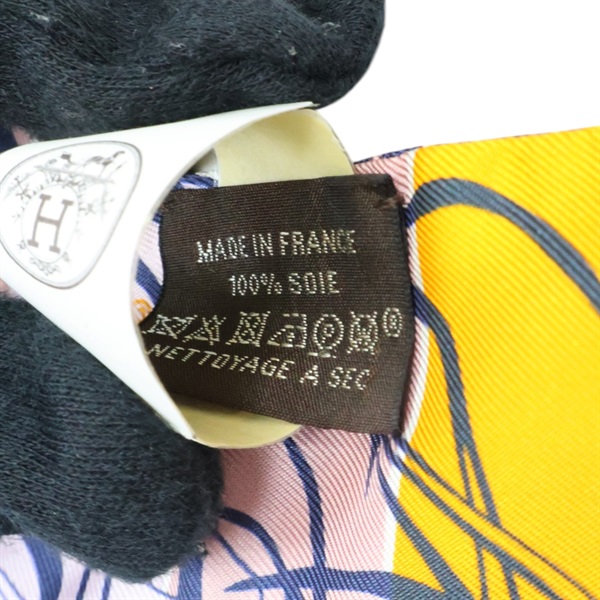 H
MADE IN FRANCE
100% SOIE
NETTOYAGE A SEC